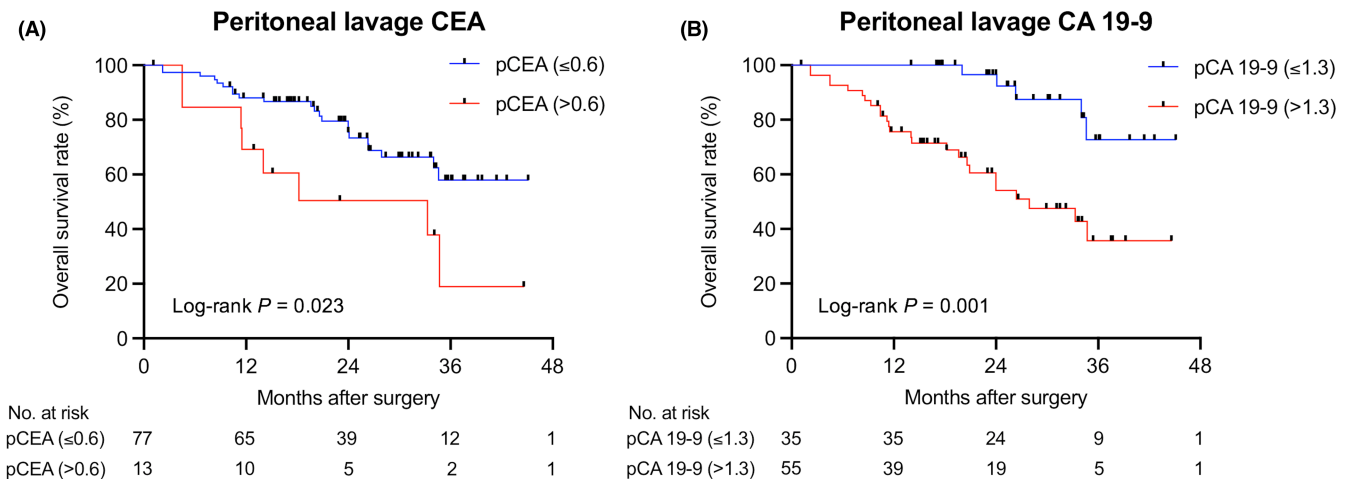 (A)
Peritoneal lavage CEA
pCEA (≤0.6)
pCEA (>0.6)
Overall survival rate (%)
100
80
60
40
20
0
Log-rank P = 0.023
0 12 24 36 48
Months after surgery
No. at risk
pCEA (≤0.6) 77 65 39 12 1
pCEA (>0.6) 13 10 5 2 1
(B)
Peritoneal lavage CA 19-9
pCA 19-9 (≤1.3)
pCA 19-9 (>1.3)
Overall survival rate (%)
100
80
60
40
20
0
Log-rank P = 0.001
0 12 24 36 48
Months after surgery
No. at risk
pCA 19-9 (≤1.3) 35 35 24 9 1
pCA 19-9 (>1.3) 55 39 19 5 1